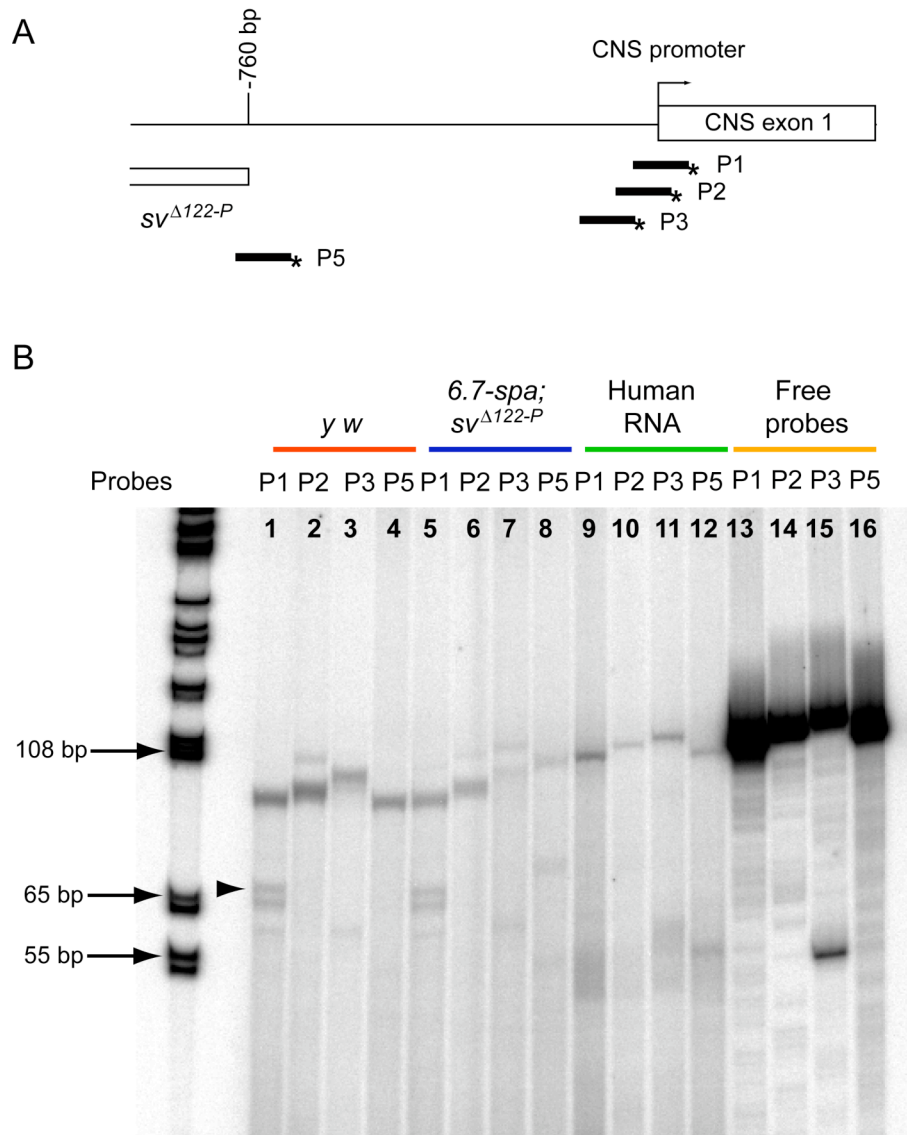 A
-760 bp
CNS promoter
CNS exon 1
P1
P2
P3
svΔ122-P
P5
B
y w
6.7-spa;
svΔ122-P
Human
RNA
Free
probes
Probes P1 P2 P3 P5 P1 P2 P3 P5 P1 P2 P3 P5 P1 P2 P3 P5
1 2 3 4 5 6 7 8 9 10 11 12 13 14 15 16
108 bp
65 bp
55 bp